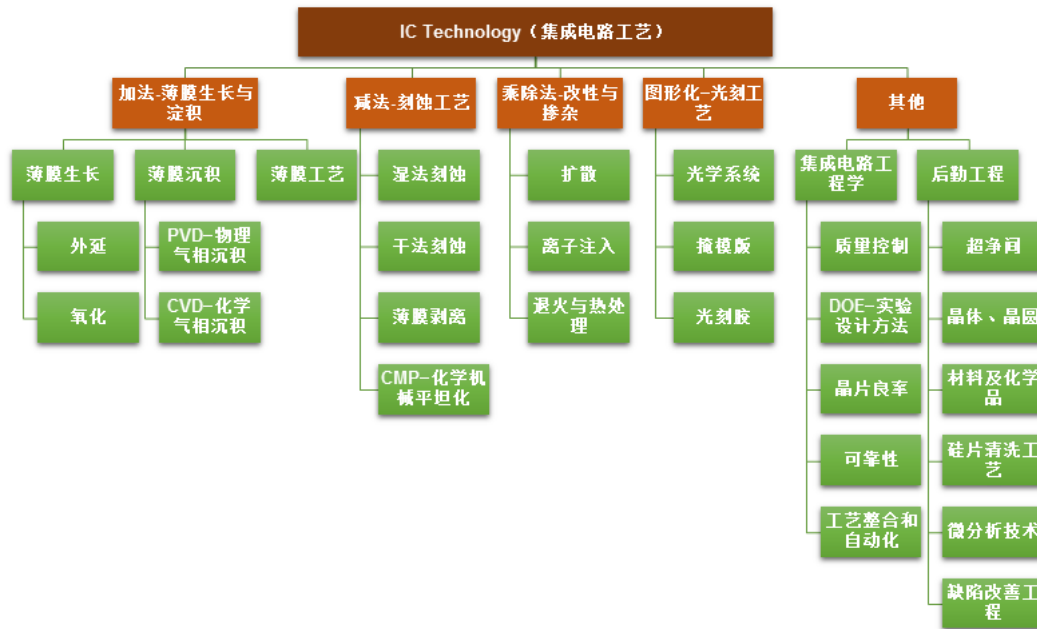 IC Technology（集成电路工艺）
加法-薄膜生长与
淀积
减法-刻蚀工艺
乘除法-改性与
掺杂
图形化-光刻工
艺
其他
薄膜生长
薄膜沉积
薄膜工艺
湿法刻蚀
扩散
光学系统
集成电路工
程学
后勤工程
外延
PVD-物理
气相沉积
干法刻蚀
离子注入
掩模版
质量控制
超净间
氧化
CVD-化学
气相沉积
薄膜剥离
退火与热处
理
光刻胶
DOE-实验
设计方法
晶体、晶圆
CMP-化学机
械平坦化
晶片良率
材料及化学
品
可靠性
硅片清洗工
艺
工艺整合和
自动化
微分析技术
缺陷改善工
程